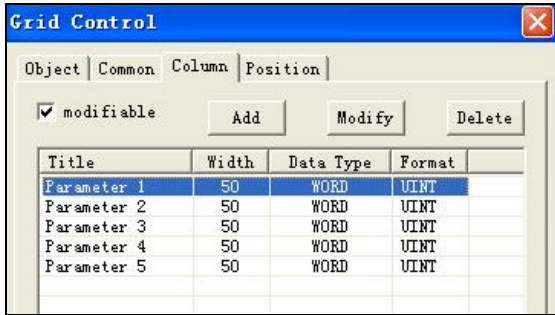 Grid Control
Object Common Column Position
modifiable Add Modify Delete
Title Width Data Type Format
Parameter 1 50 WORD UINT
Parameter 2 50 WORD UINT
Parameter 3 50 WORD UINT
Parameter 4 50 WORD UINT
Parameter 5 50 WORD UINT